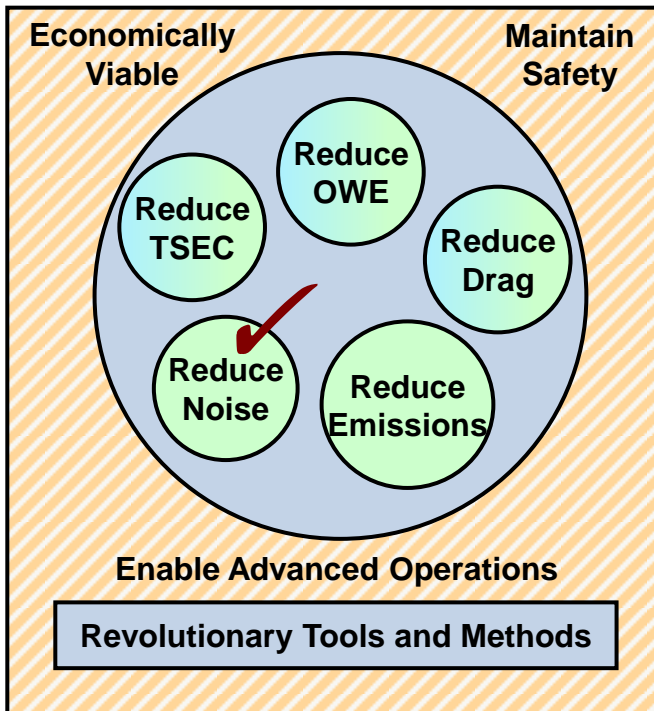 Economically
Viable
Maintain
Safety
Reduce
OWE
Reduce
TSEC
Reduce
Drag
Reduce
Noise
Reduce
Emissions
Enable Advanced Operations
Revolutionary Tools and Methods